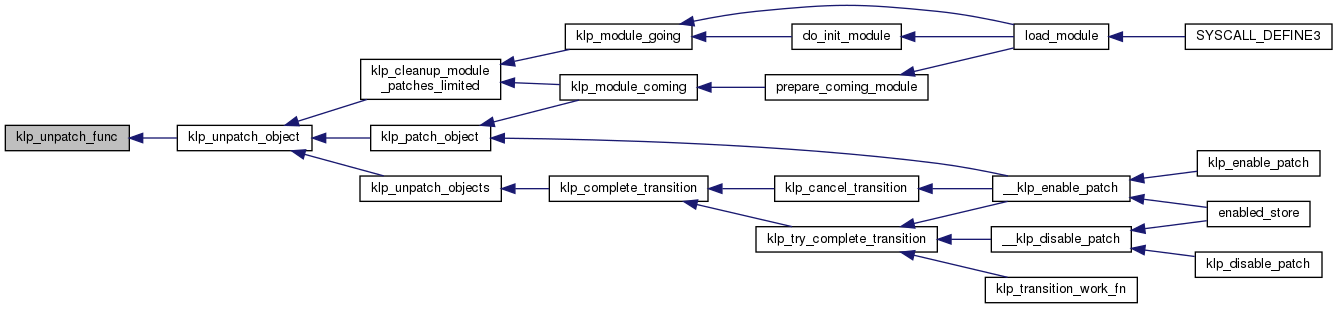 klp_unpatch_func
klp_unpatch_object
klp_cleanup_module
_patches_limited
klp_patch_object
klp_unpatch_objects
klp_module_going
klp_module_coming
klp_complete_transition
do_init_module
prepare_coming_module
klp_cancel_transition
klp_try_complete_transition
load_module
__klp_enable_patch
__klp_disable_patch
klp_transition_work_fn
SYSCALL_DEFINE3
klp_enable_patch
enabled_store
klp_disable_patch